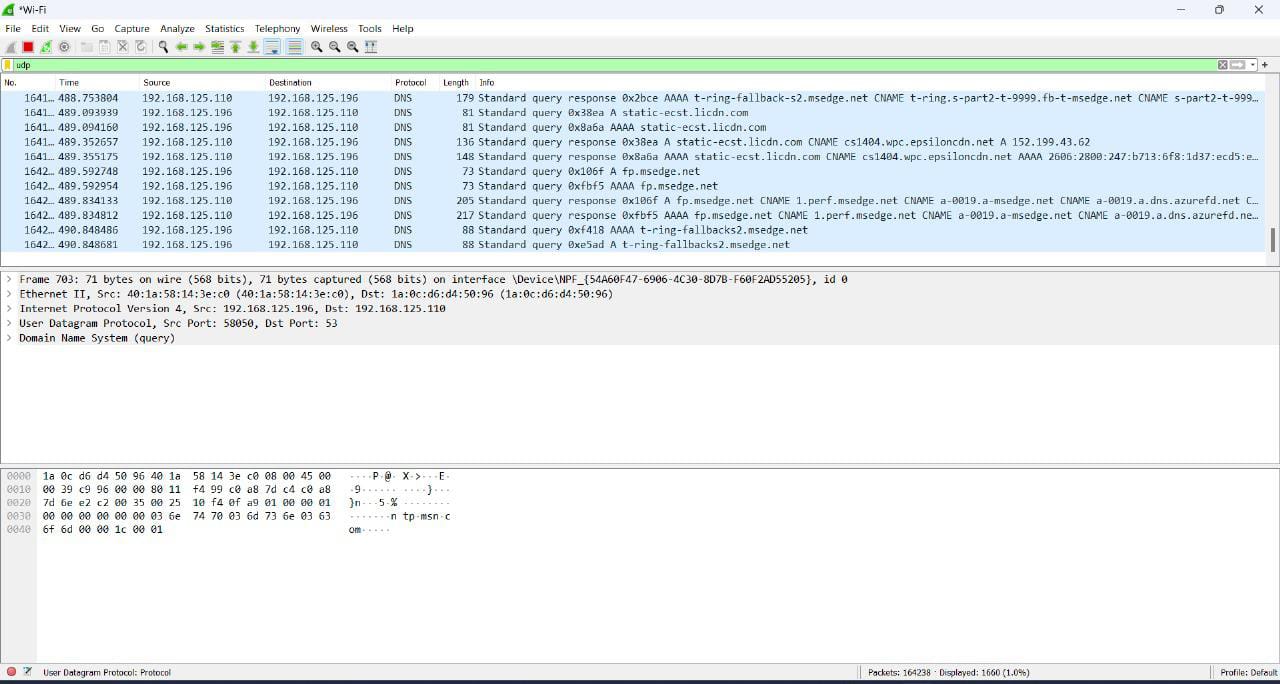 *Wi-Fi
File Edit View Go Capture Analyze Statistics Telephony Wireless Tools Help
udp
No. Time Source Destination Protocol Length Info
1641… 488.753804 192.168.125.110 192.168.125.196 DNS 179 Standard query response 0x2bce AAAA t-ring-fallback-s2.msedge.net CNAME t-ring.s-part2-t-9999.fb-t-msedge.net CNAME s-part2-t-999…
1641… 489.093939 192.168.125.196 192.168.125.110 DNS 81 Standard query 0x38ea A static-ecst.licdn.com
1641… 489.094160 192.168.125.196 192.168.125.110 DNS 81 Standard query 0x8a6a AAAA static-ecst.licdn.com
1641… 489.352657 192.168.125.110 192.168.125.196 DNS 136 Standard query response 0x38ea A static-ecst.licdn.com CNAME cs1404.wpc.epsiloncdn.net A 152.199.43.62
1641… 489.355175 192.168.125.110 192.168.125.196 DNS 148 Standard query response 0x8a6a AAAA static-ecst.licdn.com CNAME cs1404.wpc.epsiloncdn.net AAAA 2606:2800:247:b713:6f8:1d37:ecd5:e…
1642… 489.592748 192.168.125.196 192.168.125.110 DNS 73 Standard query 0x106f A fp.msedge.net
1642… 489.592954 192.168.125.196 192.168.125.110 DNS 73 Standard query 0xfbf5 AAAA fp.msedge.net
1642… 489.834133 192.168.125.110 192.168.125.196 DNS 205 Standard query response 0x106f A fp.msedge.net CNAME 1.perf.msedge.net CNAME a-0019.a-msedge.net CNAME a-0019.a.dns.azurefd.net C…
1642… 489.834812 192.168.125.110 192.168.125.196 DNS 217 Standard query response 0xfbf5 AAAA fp.msedge.net CNAME 1.perf.msedge.net CNAME a-0019.a-msedge.net CNAME a-0019.a.dns.azurefd.ne…
1642… 490.848486 192.168.125.196 192.168.125.110 DNS 88 Standard query 0xf418 AAAA t-ring-fallbacks2.msedge.net
1642… 490.848681 192.168.125.196 192.168.125.110 DNS 88 Standard query 0xe5ad A t-ring-fallbacks2.msedge.net
> Frame 703: 71 bytes on wire (568 bits), 71 bytes captured (568 bits) on interface \Device\NPF_{54A60F47-6906-4C30-8D7B-F60F2AD55205}, id 0
> Ethernet II, Src: 40:1a:58:14:3e:c0 (40:1a:58:14:3e:c0), Dst: 1a:0c:d6:d4:50:96 (1a:0c:d6:d4:50:96)
> Internet Protocol Version 4, Src: 192.168.125.196, Dst: 192.168.125.110
> User Datagram Protocol, Src Port: 58050, Dst Port: 53
> Domain Name System (query)
0000 1a 0c d6 d4 50 96 40 1a 58 14 3e c0 08 00 45 00 ····P·@· X·>···E·
0010 00 39 c9 96 00 00 80 11 f4 99 c0 a8 7d c4 c0 a8 ·9······ ····}···
0020 7d 6e e2 c2 00 35 00 25 10 f4 0f a9 01 00 00 01 }n···5·% ········
0030 00 00 00 00 00 00 03 6e 74 70 03 6d 73 6e 03 63 ·······n tp·msn·c
0040 6f 6d 00 00 1c 00 01 om·····
User Datagram Protocol: Protocol Packets: 164238 · Displayed: 1660 (1.0%) Profile: Default